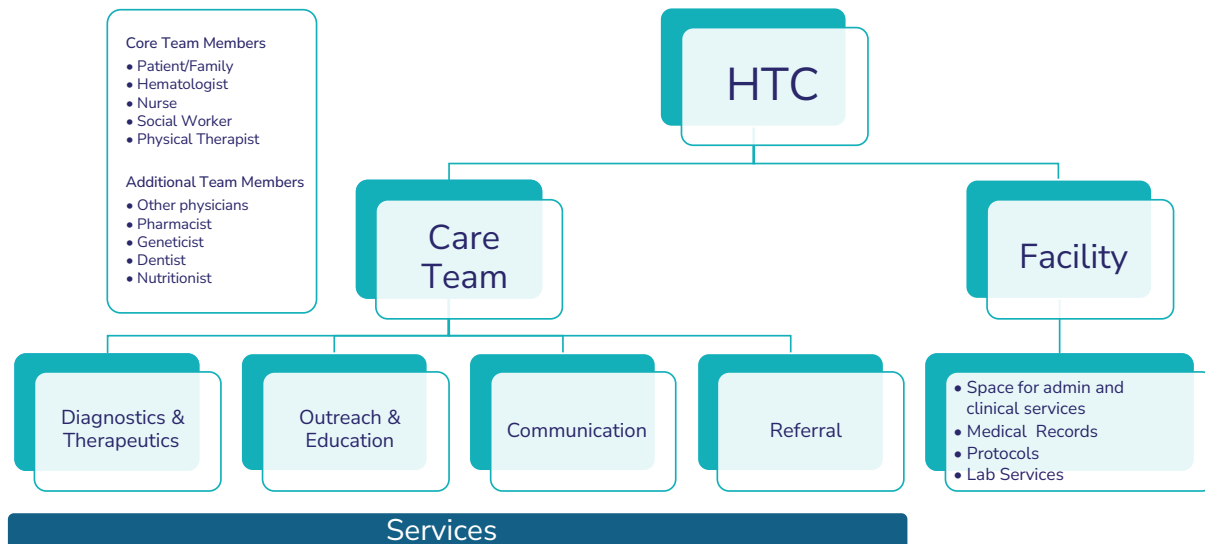 Core Team Members
• Patient/Family
• Hematologist
• Nurse
• Social Worker
• Physical Therapist
Additional Team Members
• Other physicians
• Pharmacist
• Geneticist
• Dentist
• Nutritionist
HTC
Care
Team
Facility
Diagnostics &
Therapeutics
Outreach &
Education
Communication
Referral
• Space for admin and
clinical services
• Medical Records
• Protocols
• Lab Services
Services